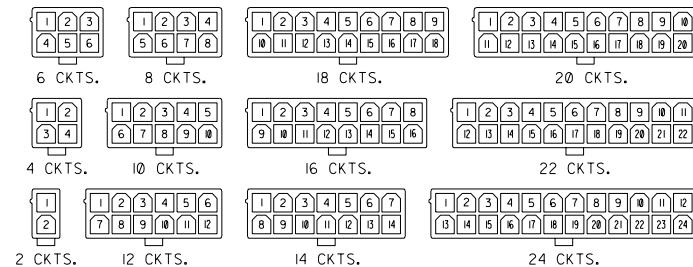 1 2 3
4 5 6
6 CKTS.
1 2 3 4
5 6 7 8
8 CKTS.
1 2 3 4 5 6 7 8 9
10 11 12 13 14 15 16 17 18
18 CKTS.
1 2 3 4 5 6 7 8 9 10
11 12 13 14 15 16 17 18 19 20
20 CKTS.
1 2
3 4
4 CKTS.
1 2 3 4 5
6 7 8 9 10
10 CKTS.
1 2 3 4 5 6 7 8
9 10 11 12 13 14 15 16
16 CKTS.
1 2 3 4 5 6 7 8 9 10 11
12 13 14 15 16 17 18 19 20 21 22
22 CKTS.
1
2
2 CKTS.
1 2 3 4 5 6
7 8 9 10 11 12
12 CKTS.
1 2 3 4 5 6 7
8 9 10 11 12 13 14
14 CKTS.
1 2 3 4 5 6 7 8 9 10 11 12
13 14 15 16 17 18 19 20 21 22 23 24
24 CKTS.